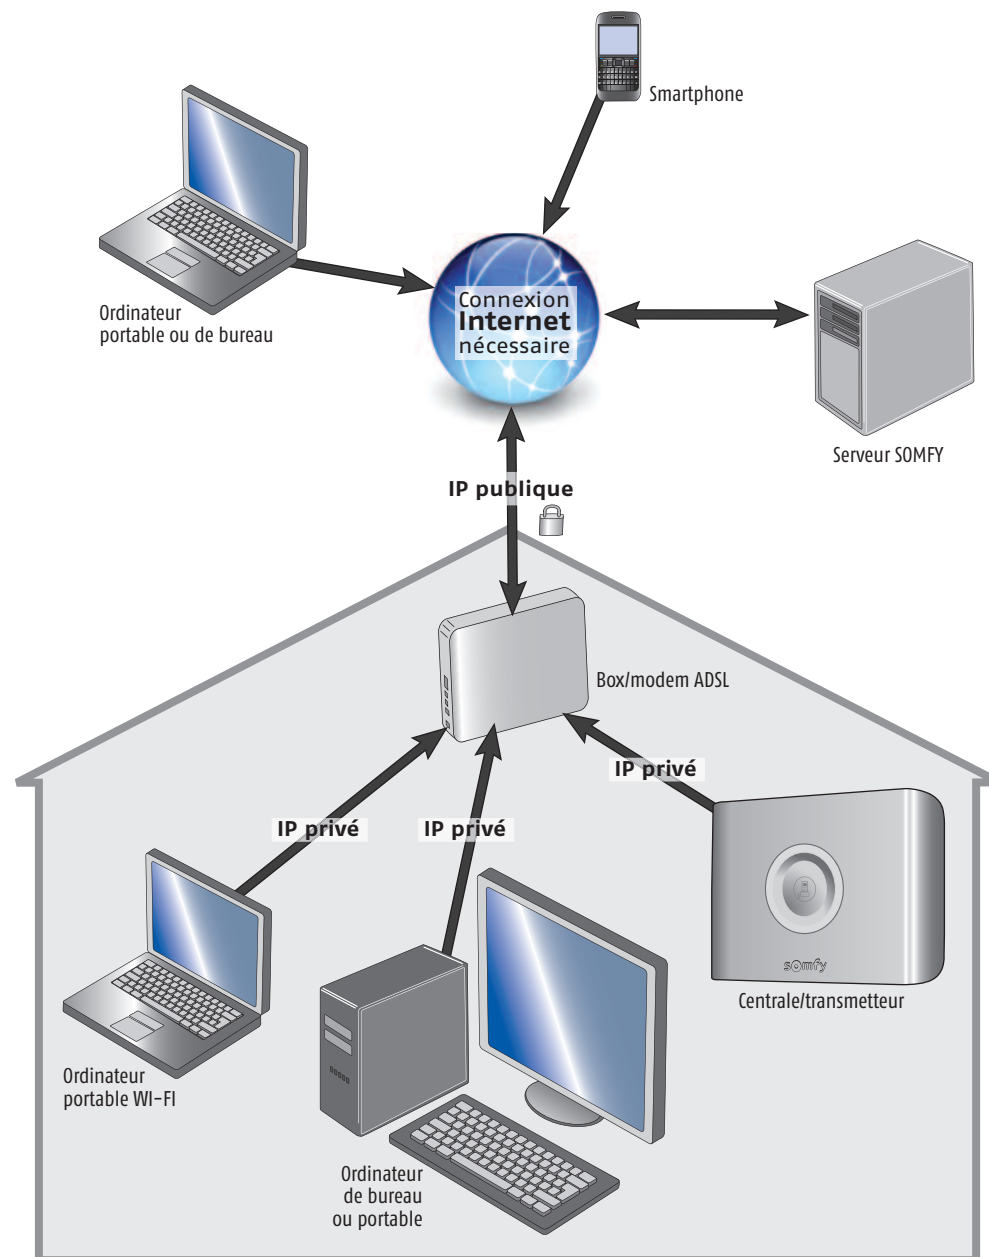 Smartphone
Ordinateur
portable ou de bureau
Connexion
Internet
nécessaire
Serveur SOMFY
IP publique
Box/modem ADSL
IP privé
IP privé
IP privé
somfy
Centrale/transmetteur
Ordinateur
portable WI-FI
Ordinateur
de bureau
ou portable